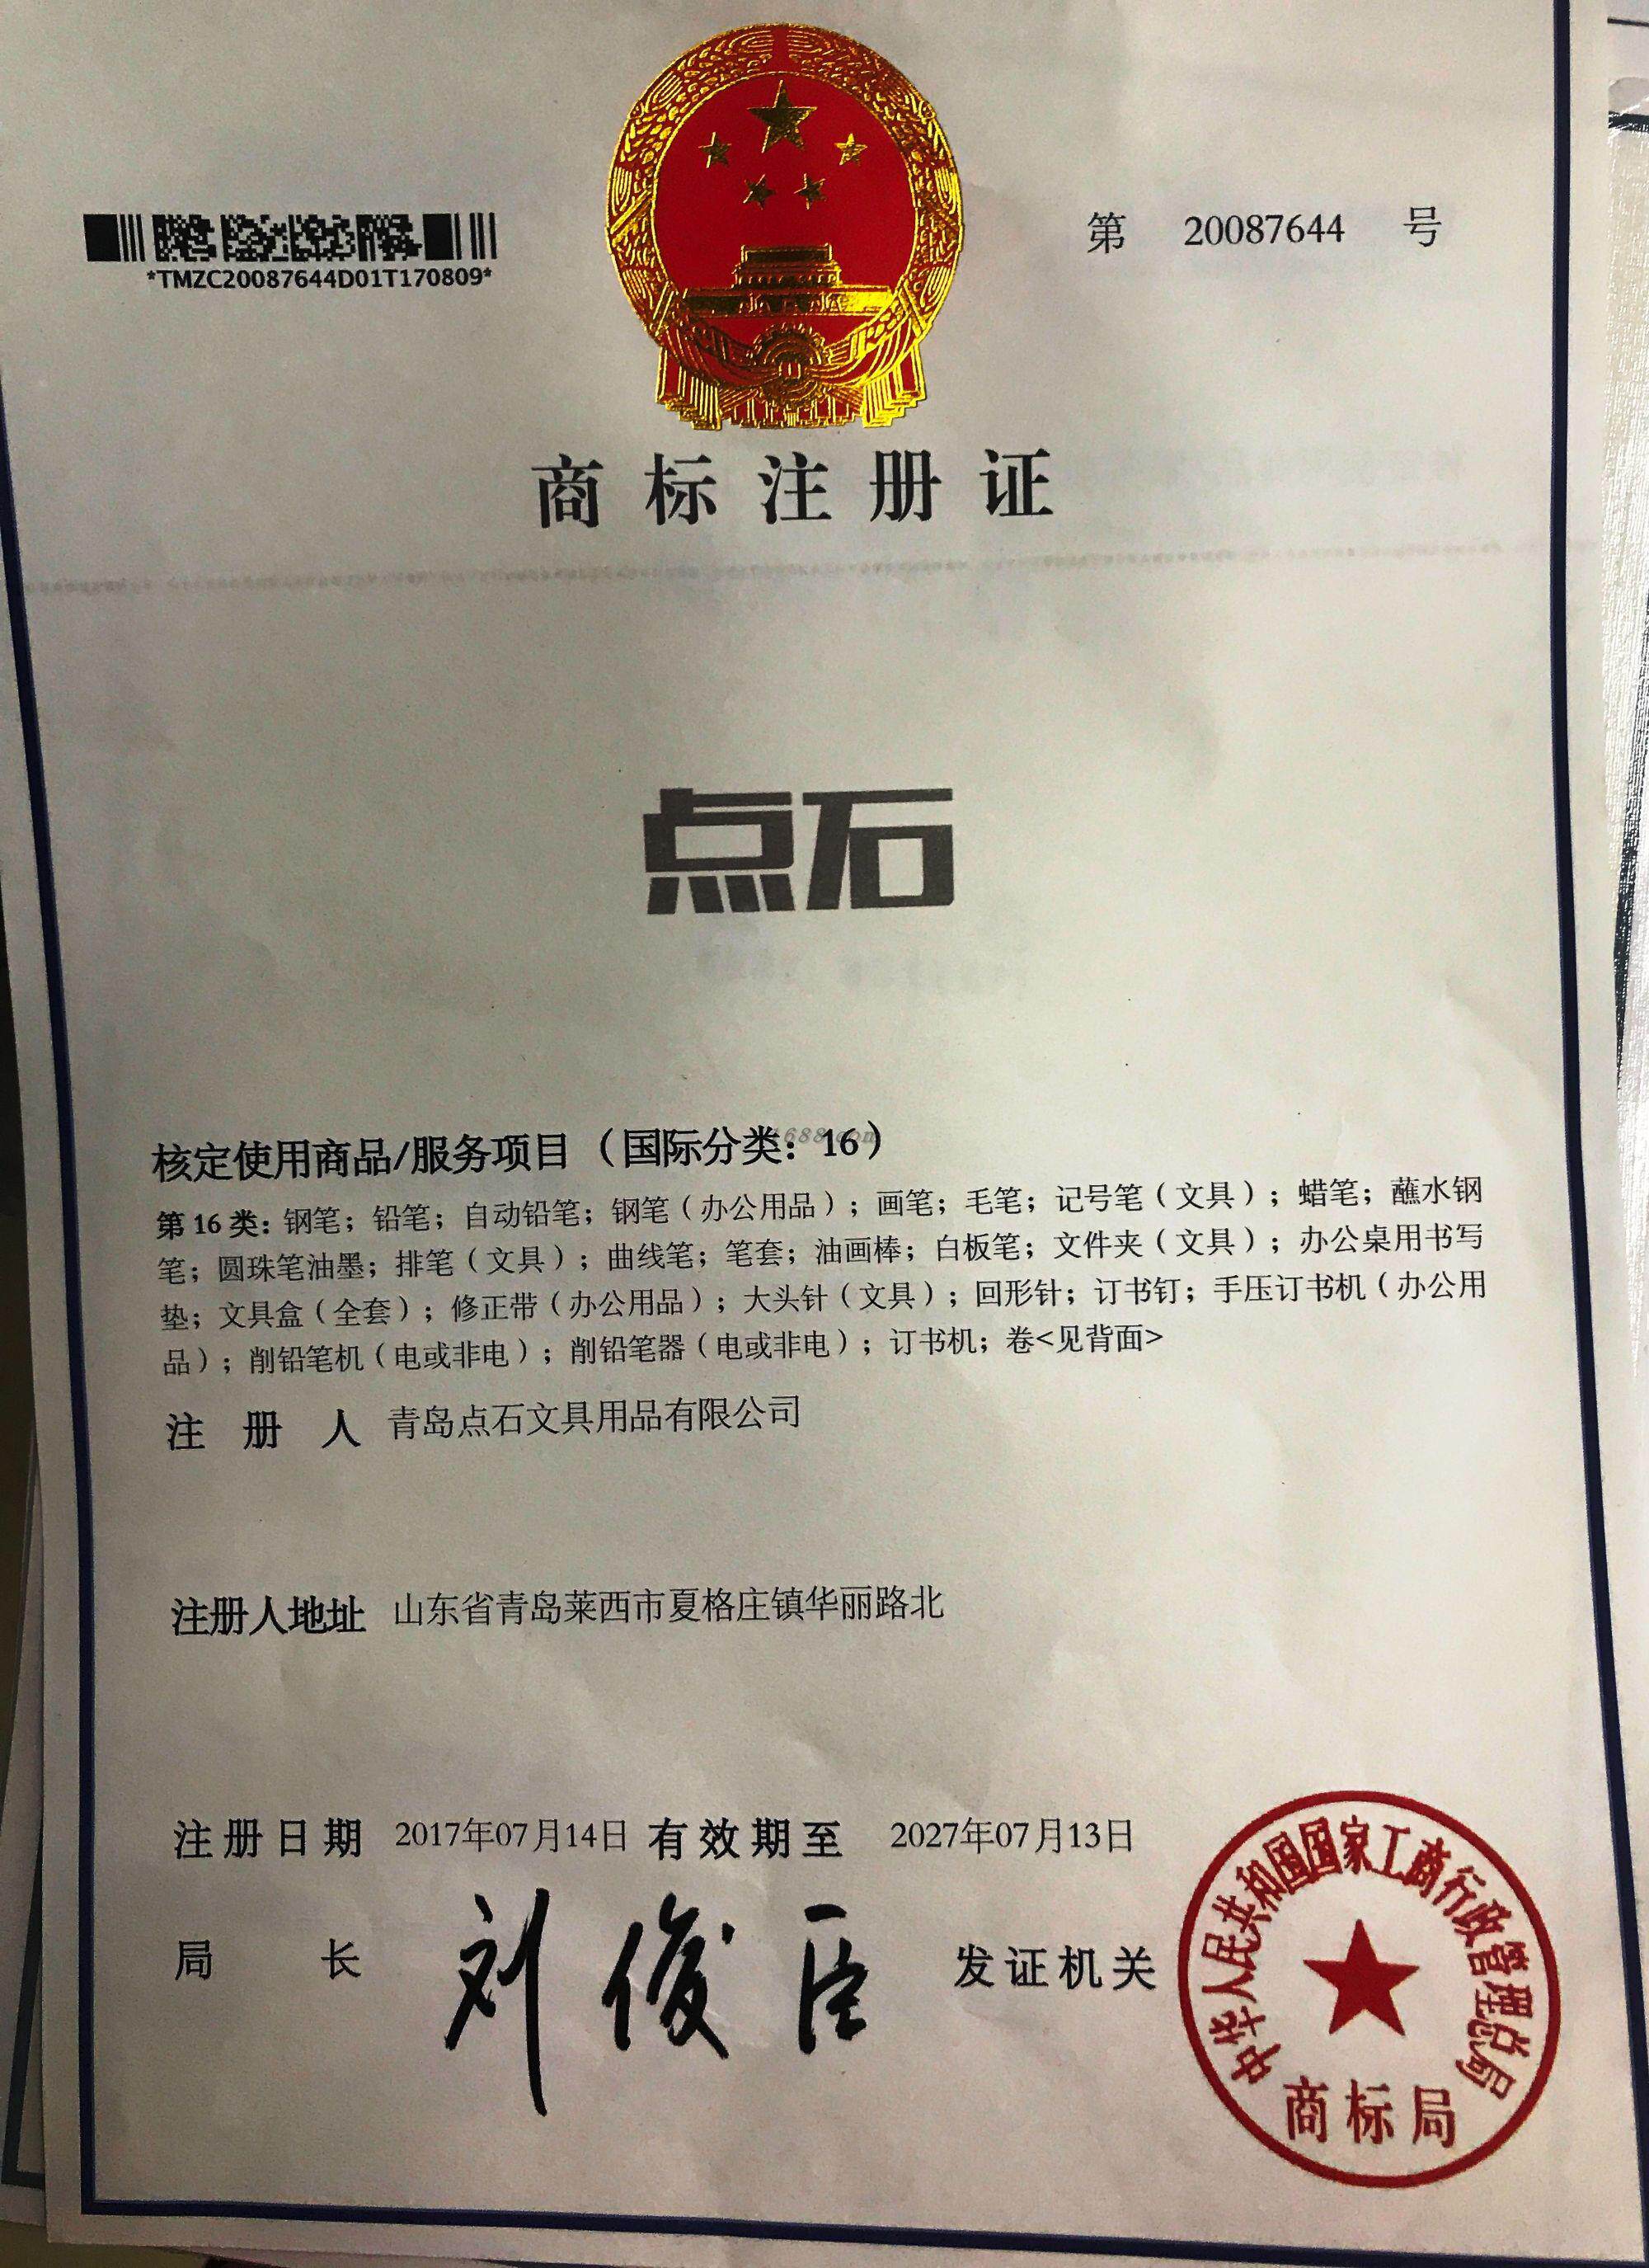 *TMZC20087644D01T170809*
第 20087644 号
商标注册证
点石
核定使用商品/服务项目（国际分类：16）
第16类：钢笔；铅笔；自动铅笔；钢笔（办公用品）；画笔；毛笔；记号笔（文具）；蜡笔；蘸水钢
笔；圆珠笔油墨；排笔（文具）；曲线笔；笔套；油画棒；白板笔；文件夹（文具）；办公桌用书写
垫；文具盒（全套）；修正带（办公用品）；大头针（文具）；回形针；订书钉；手压订书机（办公用
品）；削铅笔机（电或非电）；削铅笔器（电或非电）；订书机；卷<见背面>
注册人 青岛点石文具用品有限公司
注册人地址 山东省青岛莱西市夏格庄镇华丽路北
注册日期 2017年07月14日 有效期至 2027年07月13日
局长 刘俊臣 发证机关
中华人民共和国国家工商行政管理总局
商标局